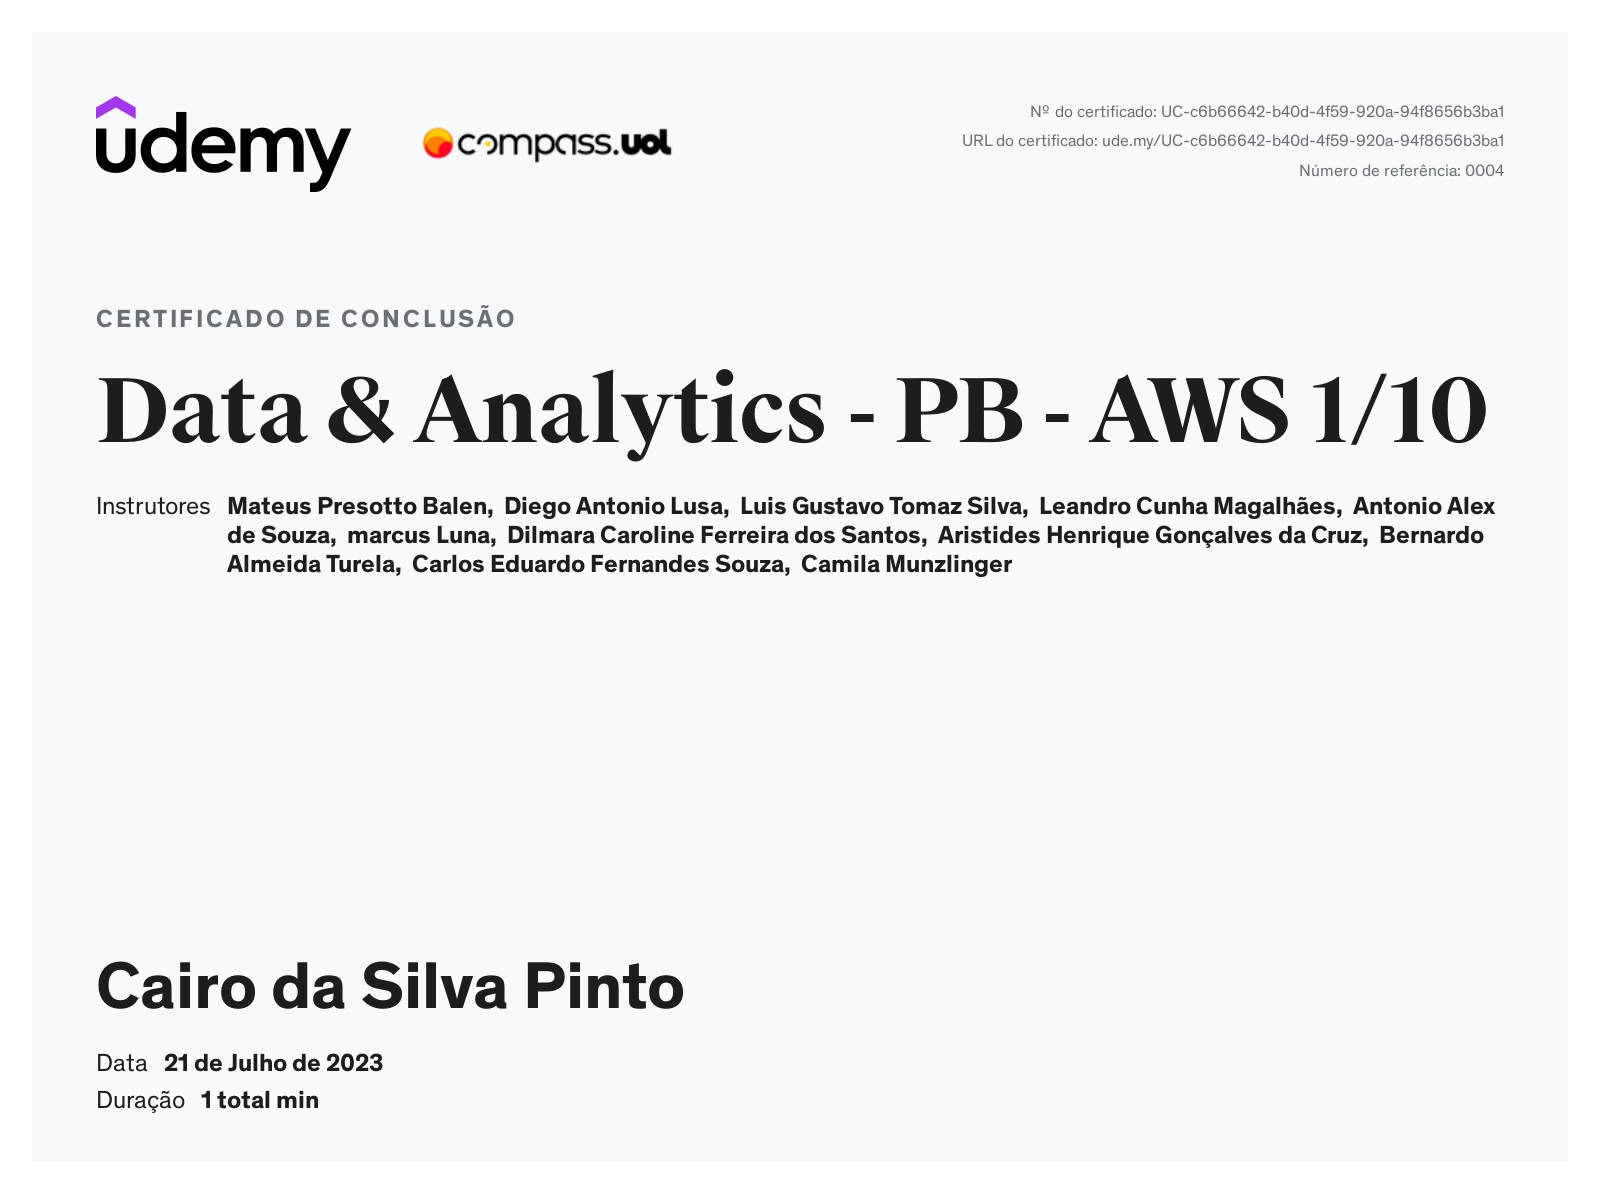 udemy
compass.uol
Nº do certificado: UC-c6b66642-b40d-4f59-920a-94f8656b3ba1
URL do certificado: ude.my/UC-c6b66642-b40d-4f59-920a-94f8656b3ba1
Número de referência: 0004
CERTIFICADO DE CONCLUSÃO
Data & Analytics - PB - AWS 1/10
Instrutores Mateus Presotto Balen, Diego Antonio Lusa, Luis Gustavo Tomaz Silva, Leandro Cunha Magalhães, Antonio Alex
de Souza, marcus Luna, Dilmara Caroline Ferreira dos Santos, Aristides Henrique Gonçalves da Cruz, Bernardo
Almeida Turela, Carlos Eduardo Fernandes Souza, Camila Munzlinger
Cairo da Silva Pinto
Data 21 de Julho de 2023
Duração 1 total min